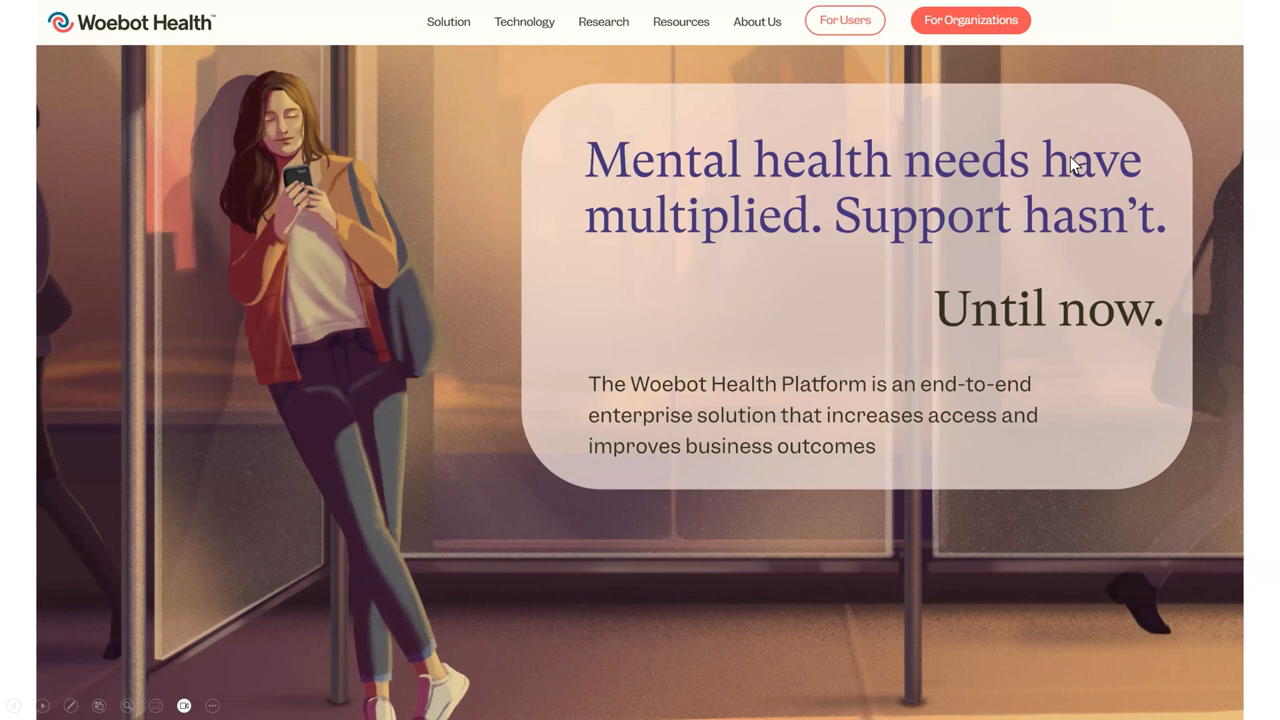 Woebot Health™
Solution Technology Research Resources About Us For Users For Organizations
Mental health needs have
multiplied. Support hasn't.
Until now.
The Woebot Health Platform is an end-to-end
enterprise solution that increases access and
improves business outcomes